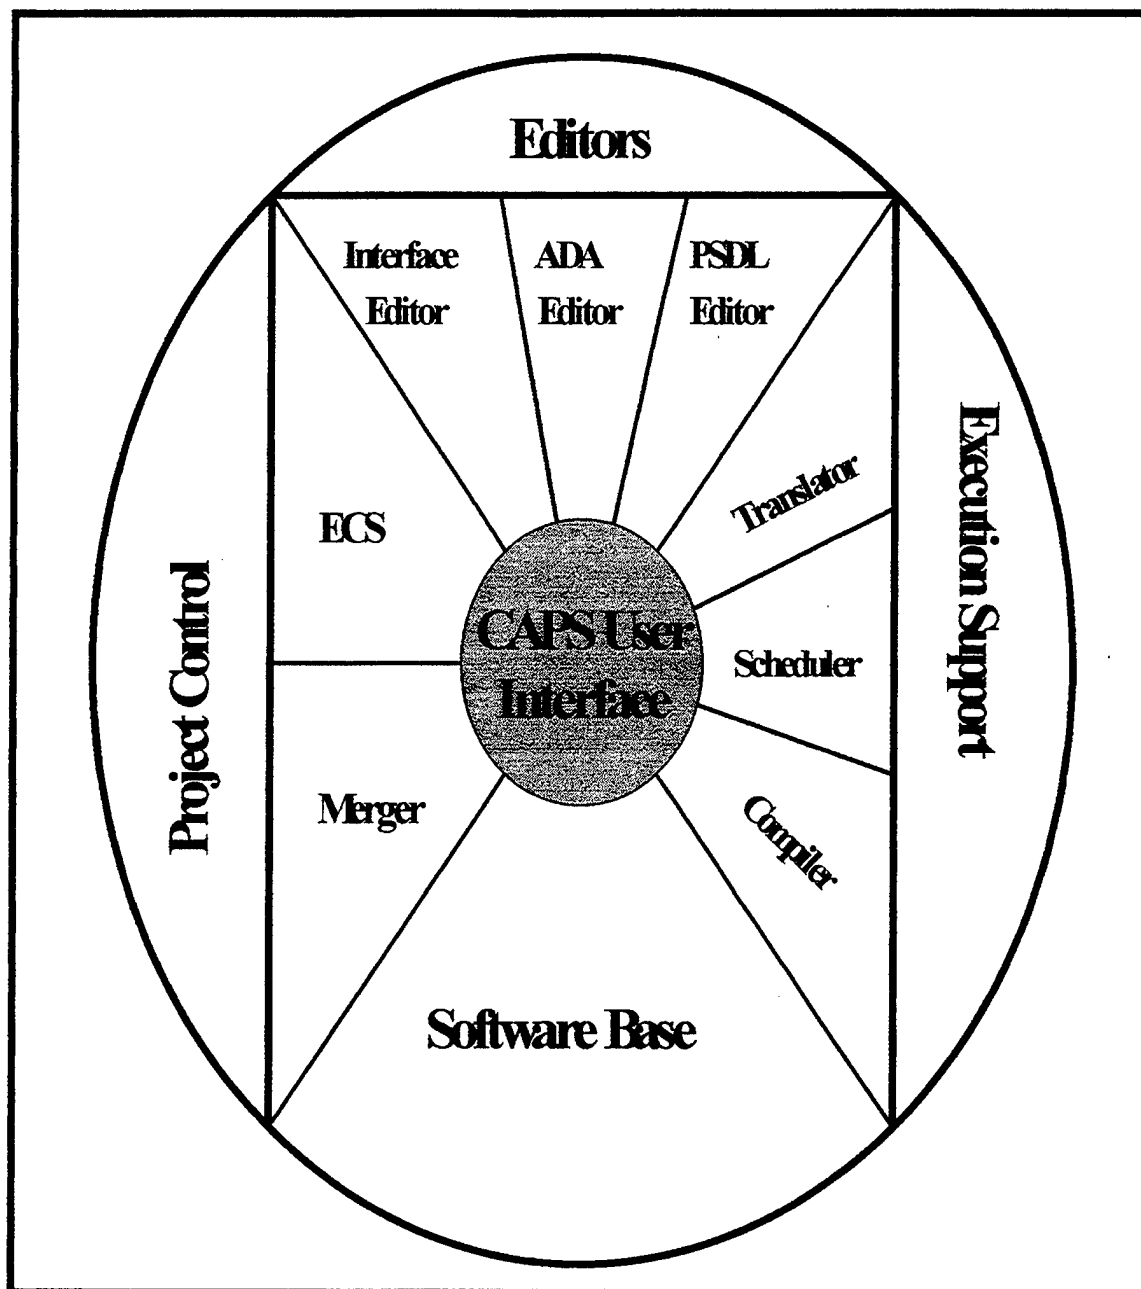 Editors
Interface
Editor
ADA
Editor
PSDL
Editor
Translator
ECS
Execution Support
CAPS User
Interface
Scheduler
Project Control
Merger
Compiler
Software Base